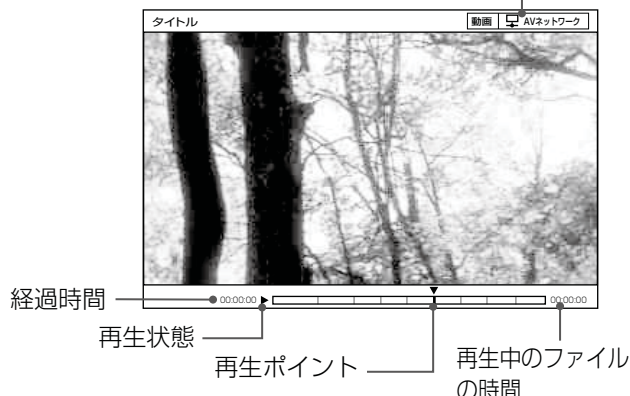 タイトル
動画 AVネットワーク
経過時間
00:00:00
00:00:00
再生状態
再生ポイント
再生中のファイル
の時間